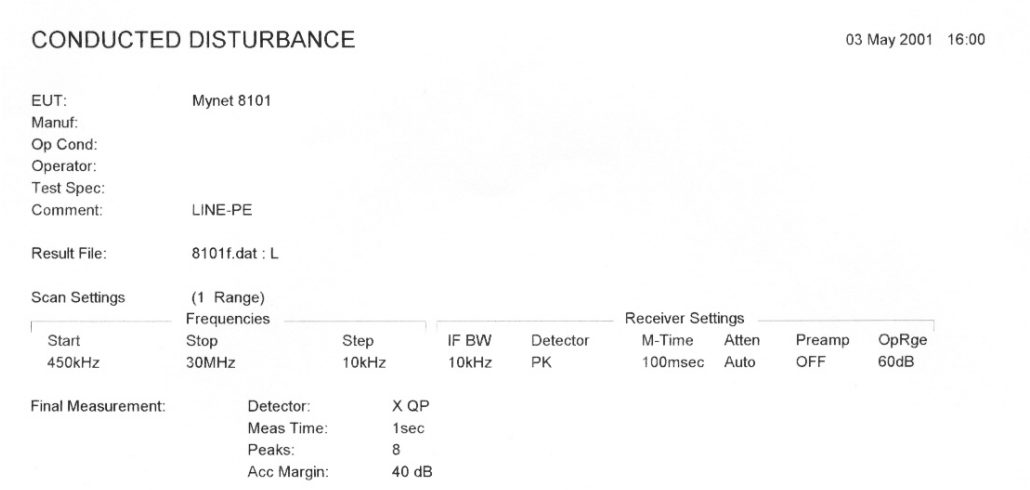 CONDUCTED DISTURBANCE 03 May 2001 16:00
EUT: Mynet 8101
Manuf:
Op Cond:
Operator:
Test Spec:
Comment: LINE-PE
Result File: 8101f.dat : L
Scan Settings (1 Range)
Frequencies Receiver Settings
Start Stop Step IF BW Detector M-Time Atten Preamp OpRge
450kHz 30MHz 10kHz 10kHz PK 100msec Auto OFF 60dB
Final Measurement: Detector: X QP
Meas Time: 1sec
Peaks: 8
Acc Margin: 40 dB